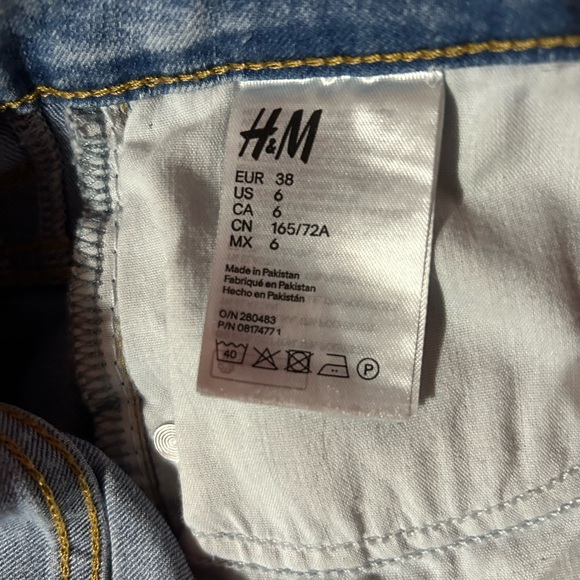 H&M
EUR 38
US 6
CA 6
CN 165/72A
MX 6
Made in Pakistan
Fabriqué en Pakistan
Hecho en Pakistán
O/N 280483
P/N 0817477 1
40 P